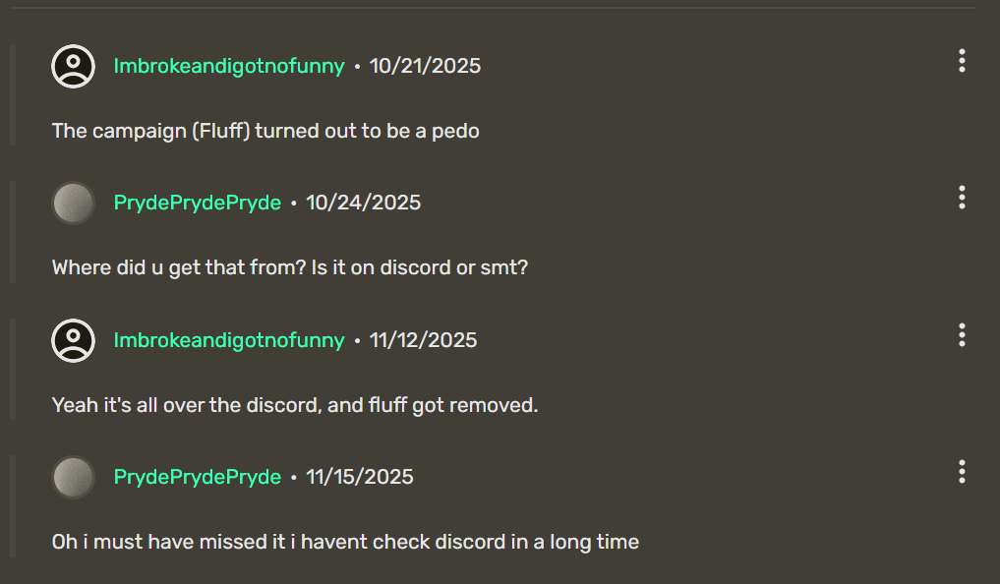 Imbrokeandigotnofunny • 10/21/2025
The campaign (Fluff) turned out to be a pedo
PrydePrydePryde • 10/24/2025
Where did u get that from? Is it on discord or smt?
Imbrokeandigotnofunny • 11/12/2025
Yeah it's all over the discord, and fluff got removed.
PrydePrydePryde • 11/15/2025
Oh i must have missed it i havent check discord in a long time